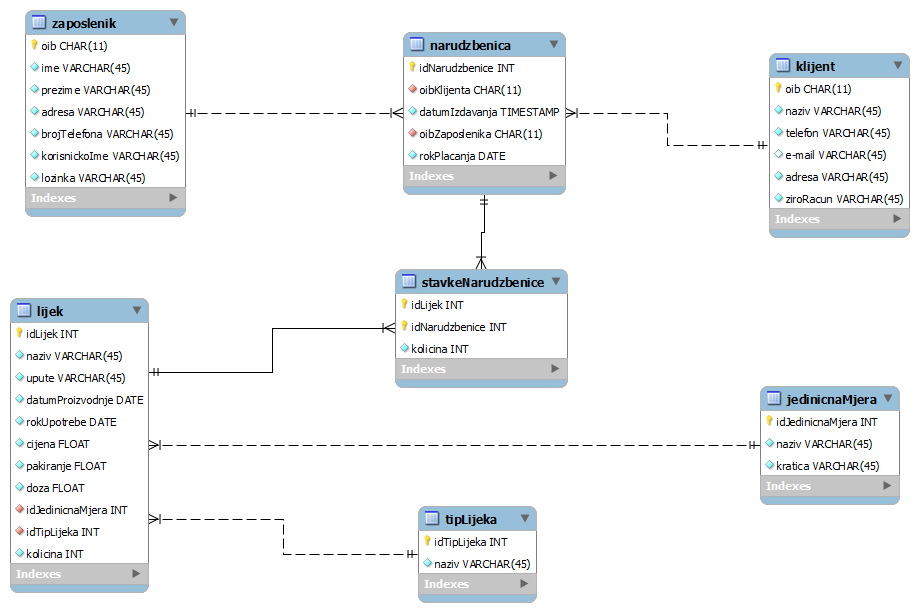 zaposlenik
oib CHAR(11)
ime VARCHAR(45)
prezime VARCHAR(45)
adresa VARCHAR(45)
brojTelefona VARCHAR(45)
korisnickoIme VARCHAR(45)
lozinka VARCHAR(45)
Indexes
narudzbenica
idNarudzbenice INT
oibKlijenta CHAR(11)
datumIzdavanja TIMESTAMP
oibZaposlenika CHAR(11)
rokPlacanja DATE
Indexes
klijent
oib CHAR(11)
naziv VARCHAR(45)
telefon VARCHAR(45)
e-mail VARCHAR(45)
adresa VARCHAR(45)
ziroRacun VARCHAR(45)
Indexes
stavkeNarudzbenice
idLijek INT
idNarudzbenice INT
kolicina INT
Indexes
lijek
idLijek INT
naziv VARCHAR(45)
upute VARCHAR(45)
datumProizvodnje DATE
rokUpotrebe DATE
cijena FLOAT
pakiranje FLOAT
doza FLOAT
idJedinicnaMjera INT
idTipLijeka INT
kolicina INT
Indexes
jedinicnaMjera
idJedinicnaMjera INT
naziv VARCHAR(45)
kratica VARCHAR(45)
Indexes
tipLijeka
idTipLijeka INT
naziv VARCHAR(45)
Indexes